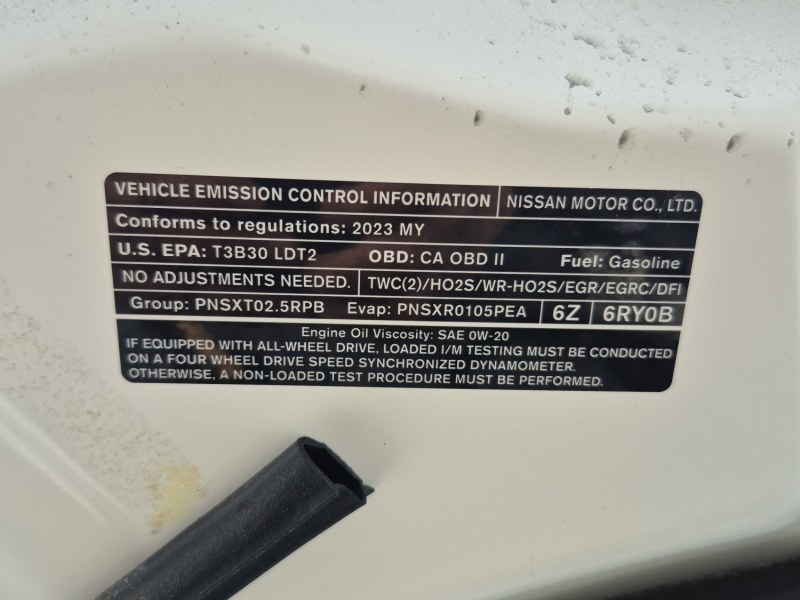 VEHICLE EMISSION CONTROL INFORMATION NISSAN MOTOR CO., LTD.
Conforms to regulations: 2023 MY
U.S. EPA: T3B30 LDT2 OBD: CA OBD II Fuel: Gasoline
NO ADJUSTMENTS NEEDED. TWC(2)/HO2S/WR-HO2S/EGR/EGRC/DFI
Group: PNSXT02.5RPB Evap: PNSXR0105PEA 6Z 6RY0B
Engine Oil Viscosity: SAE 0W-20
IF EQUIPPED WITH ALL-WHEEL DRIVE, LOADED I/M TESTING MUST BE CONDUCTED
ON A FOUR WHEEL DRIVE SPEED SYNCHRONIZED DYNAMOMETER.
OTHERWISE, A NON-LOADED TEST PROCEDURE MUST BE PERFORMED.